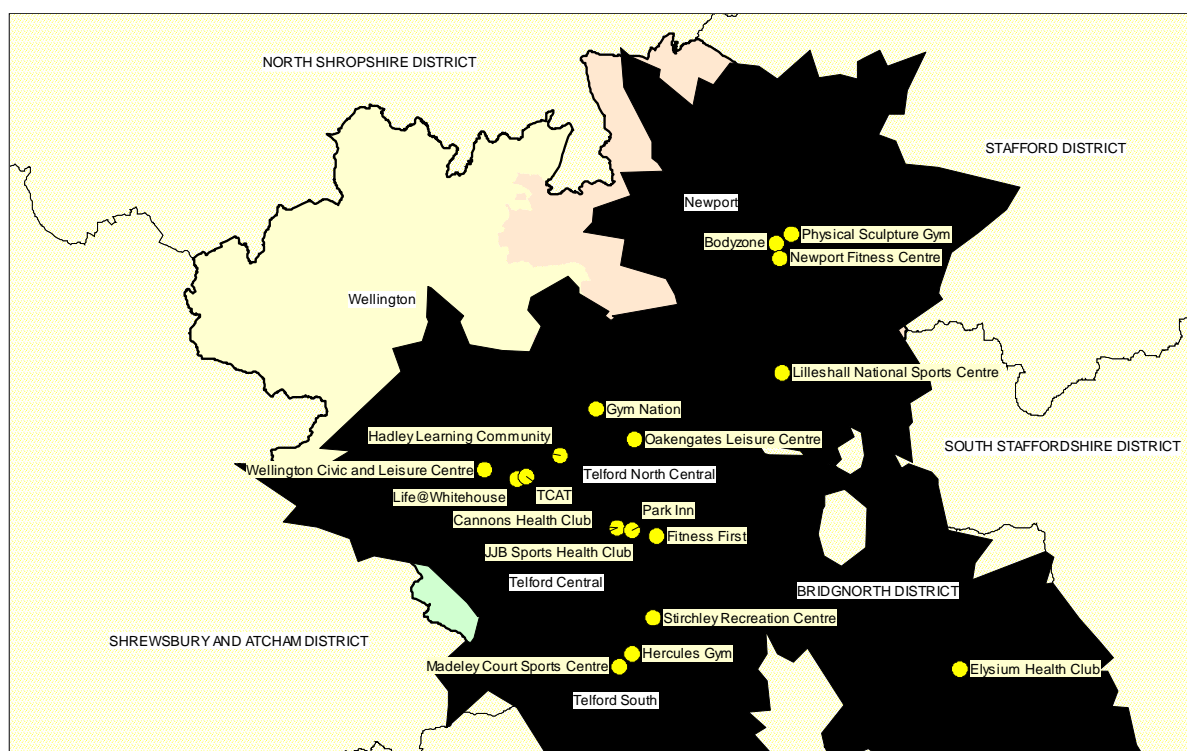 NORTH SHROPSHIRE DISTRICT
STAFFORD DISTRICT
Newport
Physical Sculpture Gym
Bodyzone
Newport Fitness Centre
Wellington
Lilleshall National Sports Centre
Gym Nation
Hadley Learning Community
Oakengates Leisure Centre
SOUTH STAFFORDSHIRE DISTRICT
Wellington Civic and Leisure Centre
Telford North Central
Life@Whitehouse
TCAT
Park Inn
Cannons Health Club
Fitness First
JJB Sports Health Club
Telford Central
BRIDGNORTH DISTRICT
Stirchley Recreation Centre
SHREWSBURY AND ATCHAM DISTRICT
Hercules Gym
Madeley Court Sports Centre
Elysium Health Club
Telford South